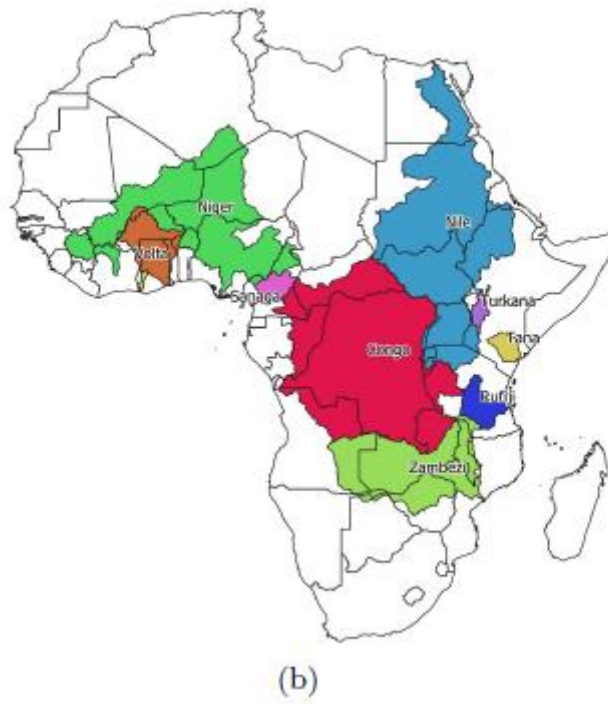 Niger
Nile
Volta
Sanaga
Turkana
Tana
Congo
Rufiji
Zambezi
(b)